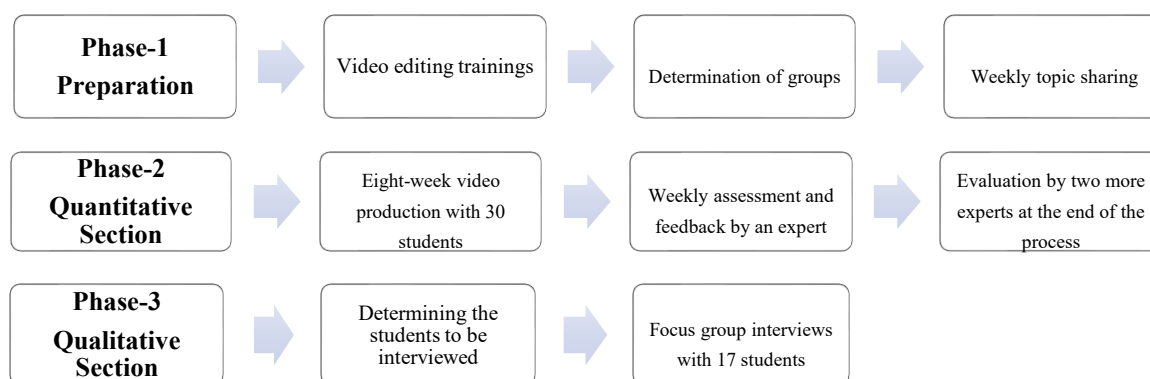 Phase-1
Preparation
Video editing trainings
Determination of groups
Weekly topic sharing
Phase-2
Quantitative
Section
Eight-week video
production with 30
students
Weekly assessment and
feedback by an expert
Evaluation by two more
experts at the end of the
process
Phase-3
Qualitative
Section
Determining the
students to be
interviewed
Focus group interviews
with 17 students